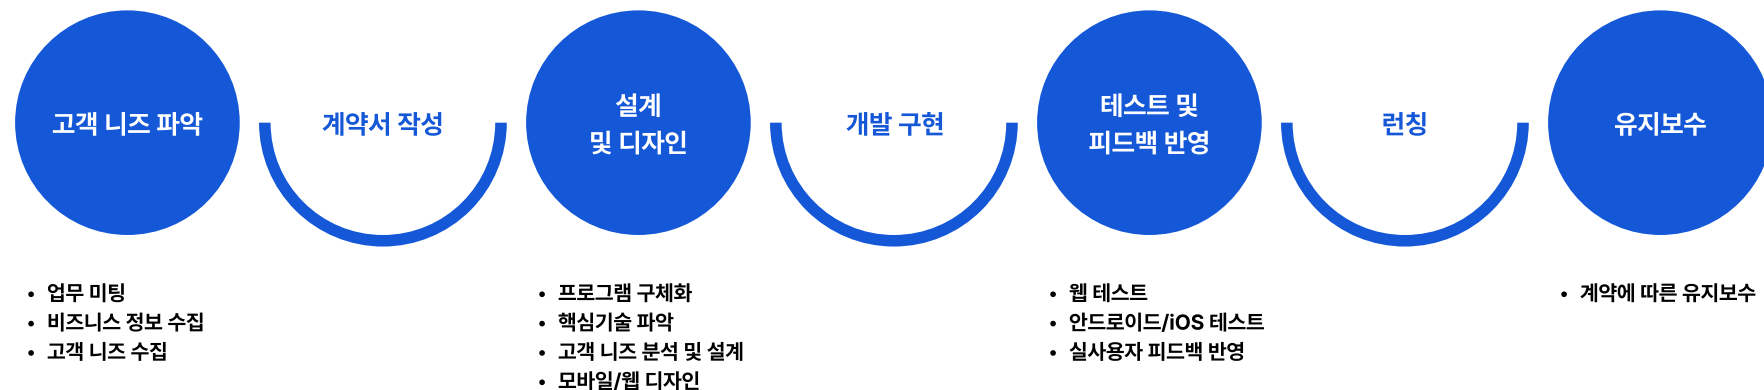 고객 니즈 파악
계약서 작성
설계
및 디자인
개발 구현
테스트 및
피드백 반영
런칭
유지보수
• 업무 미팅
• 비즈니스 정보 수집
• 고객 니즈 수집
• 프로그램 구체화
• 핵심기술 파악
• 고객 니즈 분석 및 설계
• 모바일/웹 디자인
• 웹 테스트
• 안드로이드/iOS 테스트
• 실사용자 피드백 반영
• 계약에 따른 유지보수